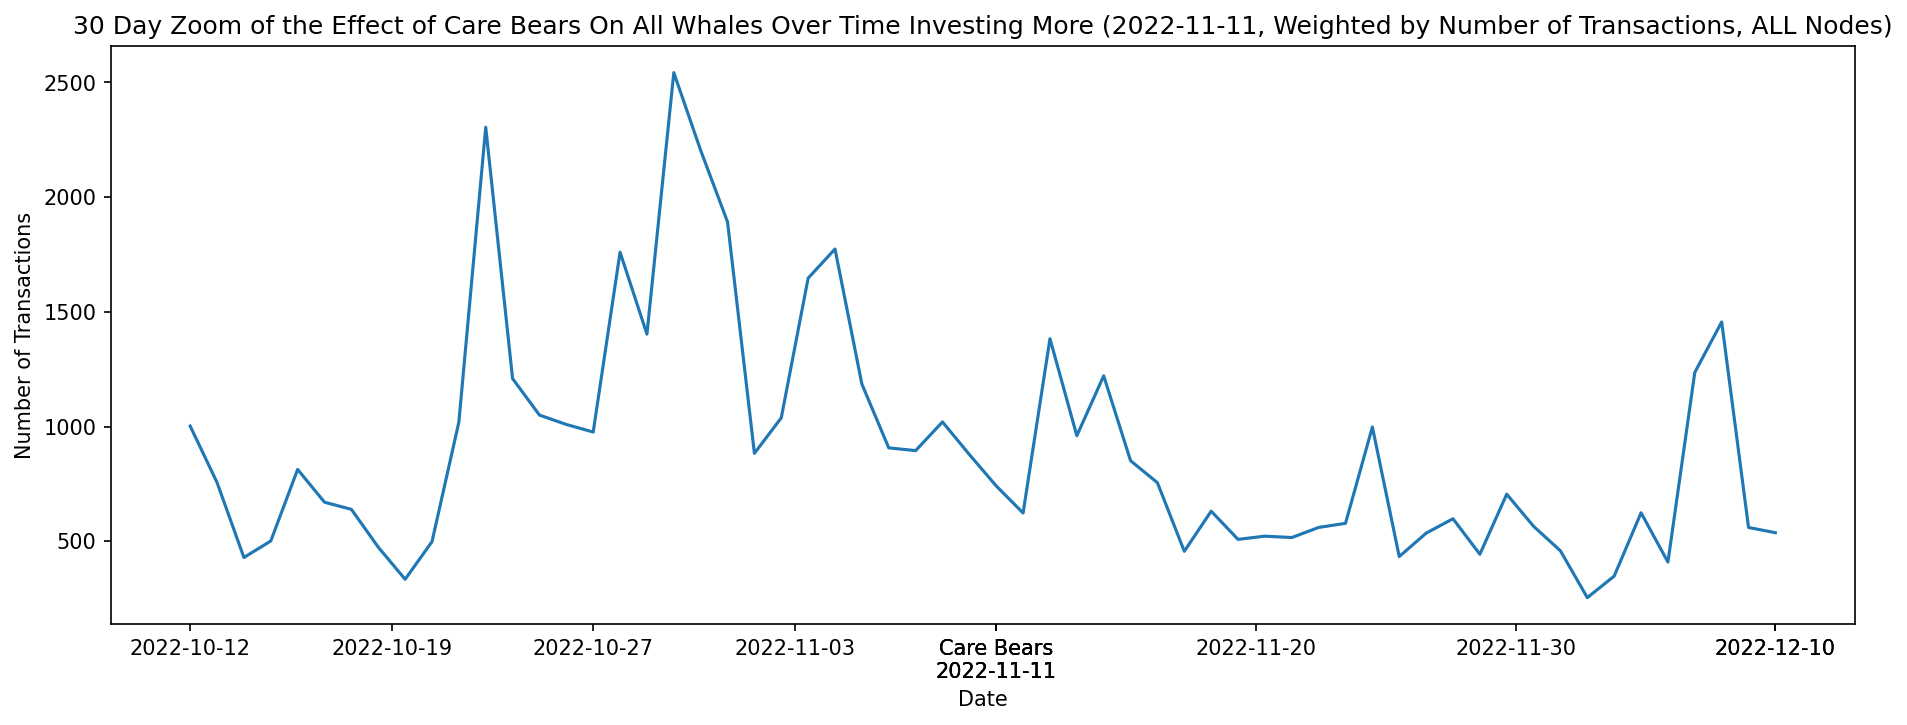 30 Day Zoom of the Effect of Care Bears On All Whales Over Time Investing More (2022-11-11, Weighted by Number of Transactions, ALL Nodes)
2500
2000
1500
1000
500
Number of Transactions
2022-10-12 2022-10-19 2022-10-27 2022-11-03 Care Bears 2022-11-20 2022-11-30 2022-12-10
2022-11-11
Date